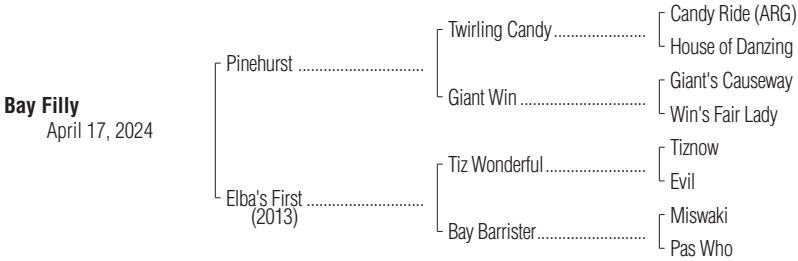 Candy Ride (ARG)
Twirling Candy
House of Danzing
Pinehurst
Giant's Causeway
Giant Win
Win's Fair Lady
Bay Filly
April 17, 2024
Tiznow
Tiz Wonderful
Evil
Elba's First
(2013)
Miswaki
Bay Barrister
Pas Who